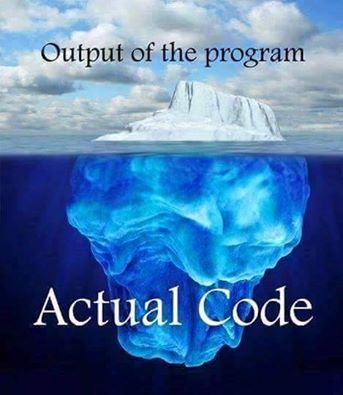 Output of the program
Actual Code